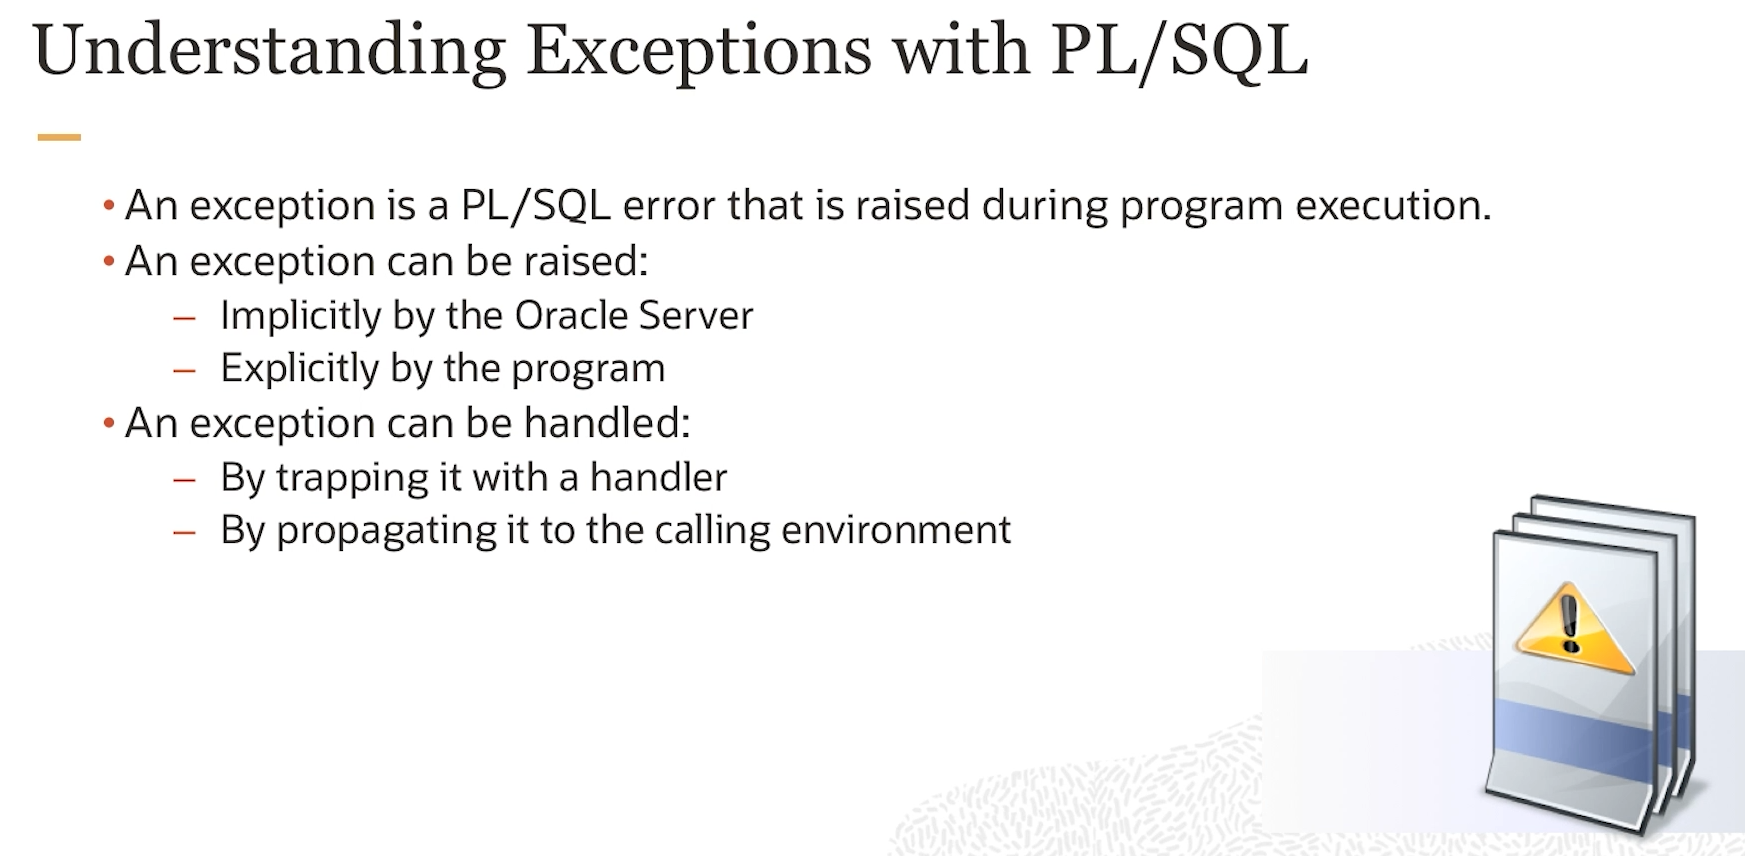 Understanding Exceptions with PL/SQL
• An exception is a PL/SQL error that is raised during program execution.
• An exception can be raised:
– Implicitly by the Oracle Server
– Explicitly by the program
• An exception can be handled:
– By trapping it with a handler
– By propagating it to the calling environment